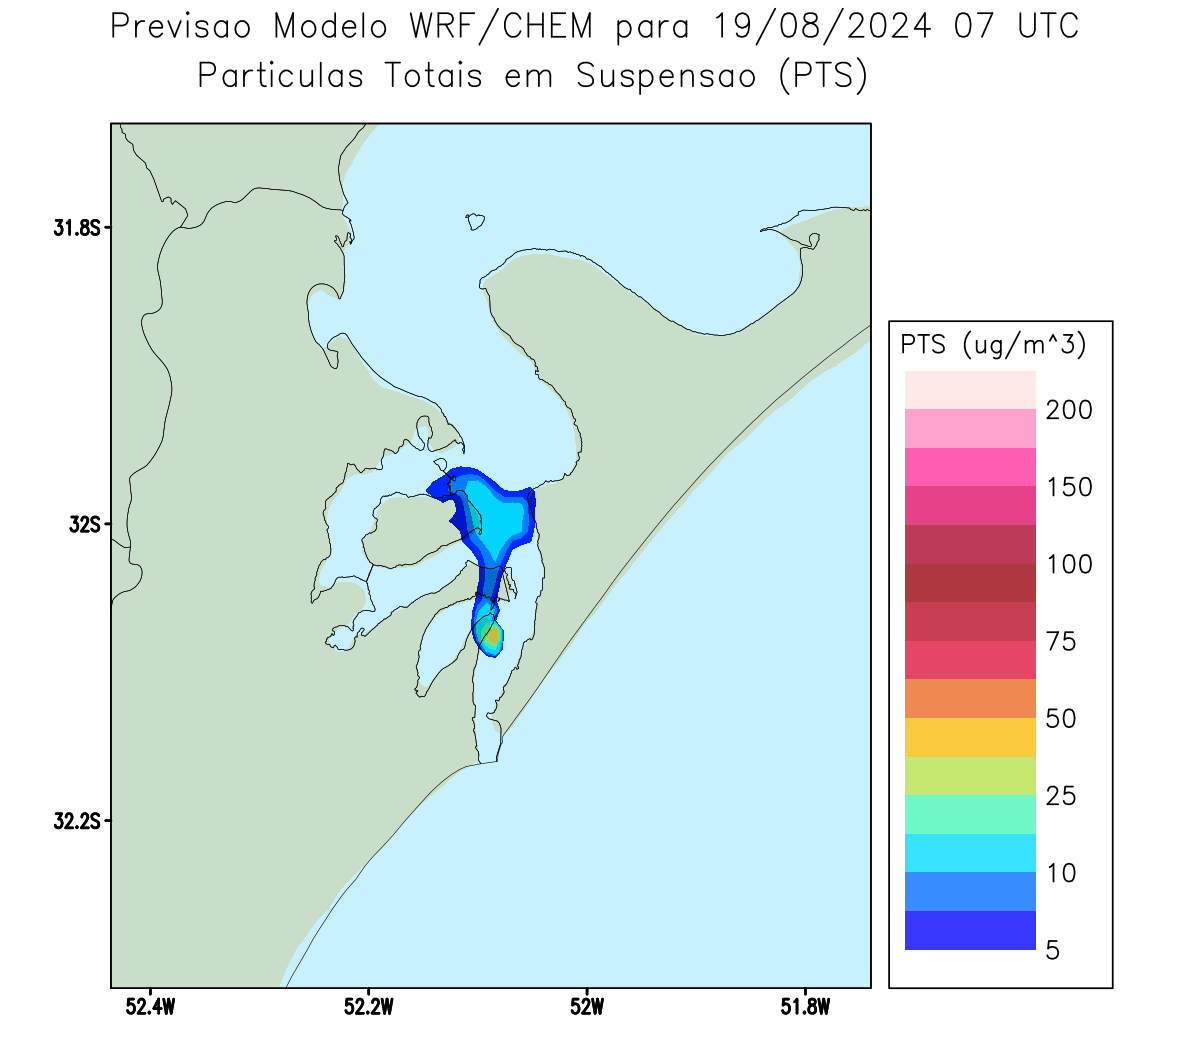 Previsao Modelo WRF/CHEM para 19/08/2024 07 UTC
Particulas Totais em Suspensao (PTS)
31.8S
32S
32.2S
52.4W
52.2W
52W
51.8W
PTS (ug/m^3)
200
150
100
75
50
25
10
5